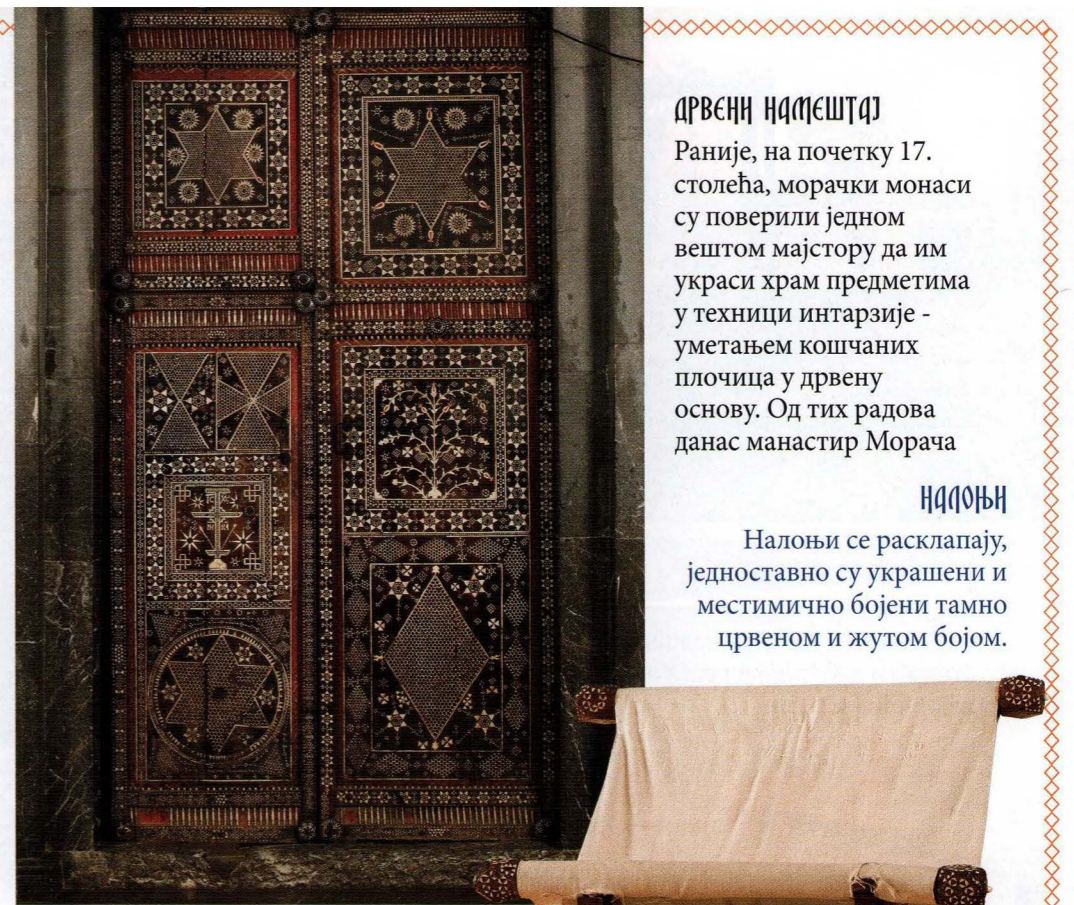 ДРВЕНИ НАМЕШТАЈ
Раније, на почетку 17.
столећа, морачки монаси
су поверили једном
вештом мајстору да им
украси храм предметима
у техници интарзије -
уметањем кошчаних
плочица у дрвену
основу. Од тих радова
данас манастир Морача
НАЛОЊИ
Налоњи се расклапају,
једноставно су украшени и
местимично бојени тамно
црвеном и жутом бојом.